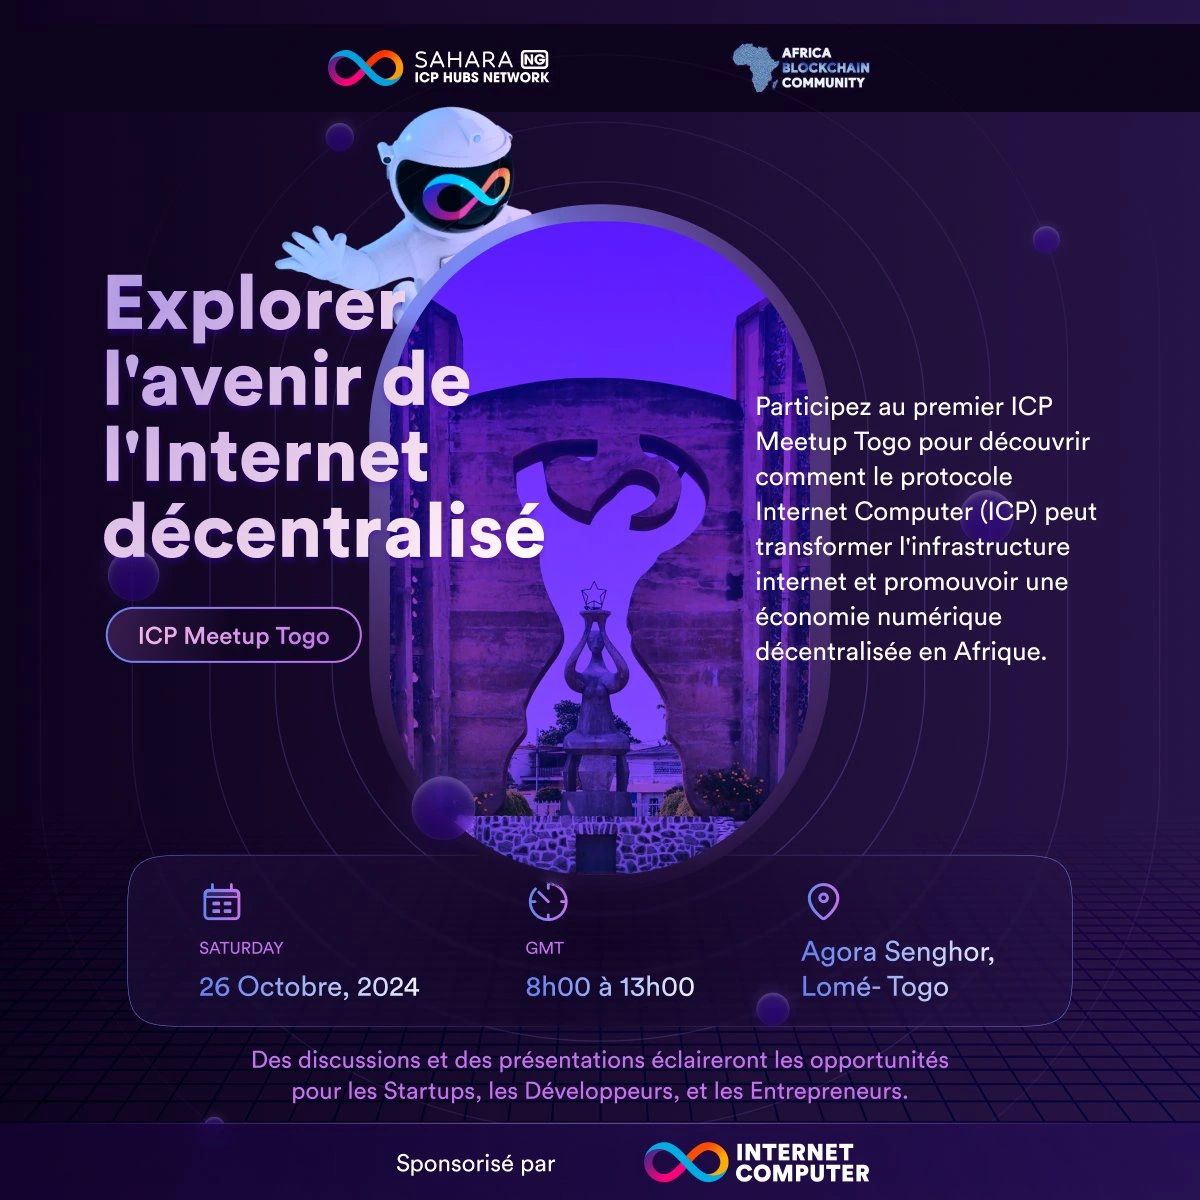 SAHARA NG
ICP HUBS NETWORK
AFRICA
BLOCKCHAIN
COMMUNITY
Explorer
l'avenir de
l'Internet
décentralisé
ICP Meetup Togo
Participez au premier ICP
Meetup Togo pour découvrir
comment le protocole
Internet Computer (ICP) peut
transformer l'infrastructure
internet et promouvoir une
économie numérique
décentralisée en Afrique.
SATURDAY
26 Octobre, 2024
GMT
8h00 à 13h00
Agora Senghor,
Lomé- Togo
Des discussions et des présentations éclaireront les opportunités
pour les Startups, les Développeurs, et les Entrepreneurs.
Sponsorisé par
INTERNET
COMPUTER